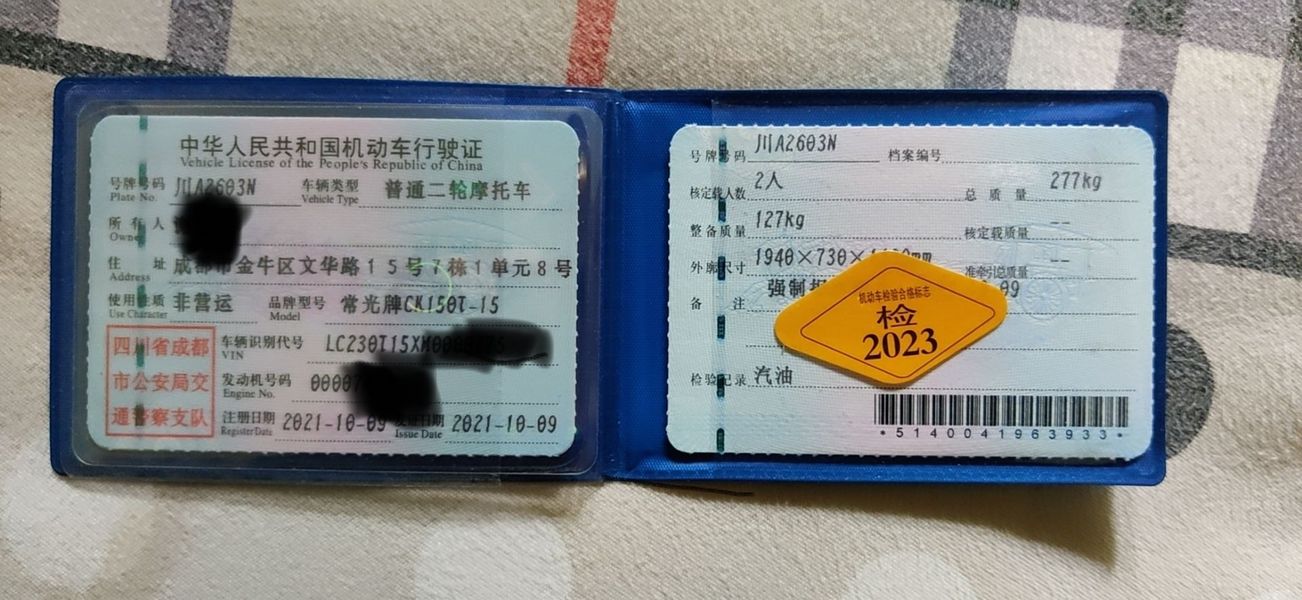 中华人民共和国机动车行驶证
Vehicle License of the People's Republic of China
号牌号码 川A2603N 车辆类型 普通二轮摩托车
Plate No. Vehicle Type
所有人
Owner
住址 成都市金牛区文华路15号7栋1单元8号
Address
使用性质 非营运 品牌型号 常光牌CK150T-15
Use Character Model
四川省成都
市公安局交
通警察支队
车辆识别代号 LC230T15XM
VIN
发动机号码 0000
Engine No.
注册日期 2021-10-09 发证日期 2021-10-09
Register Date Issue Date
号牌号码 川A2603N 档案编号
核定载人数 2人 总质量 277kg
整备质量 127kg 核定载质量 --
外廓尺寸 1940×730× mm 准牵引总质量 --
备注 强制 09
机动车检验合格标志
检
2023
检验记录 汽油
*5140041963933*